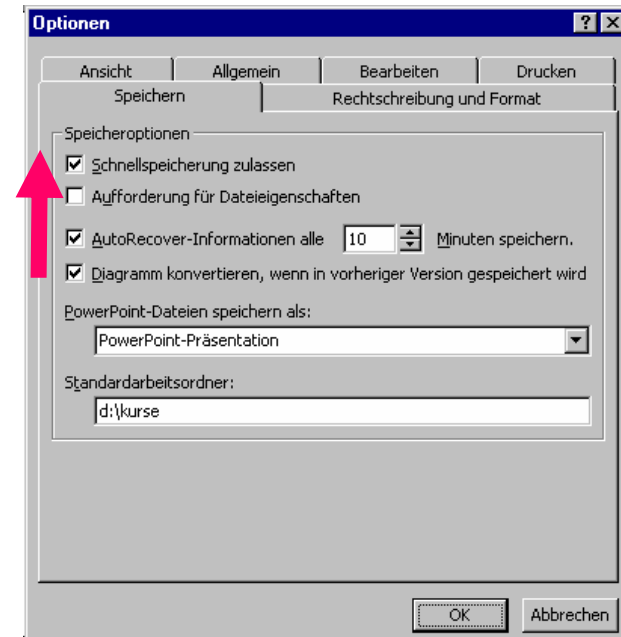 Optionen
Ansicht Allgemein Bearbeiten Drucken
Speichern Rechtschreibung und Format
Speicheroptionen
Schnellspeicherung zulassen
Aufforderung für Dateieigenschaften
AutoRecover-Informationen alle 10 Minuten speichern.
Diagramm konvertieren, wenn in vorheriger Version gespeichert wird
PowerPoint-Dateien speichern als:
PowerPoint-Präsentation
Standardarbeitsordner:
d:\kurse
OK Abbrechen